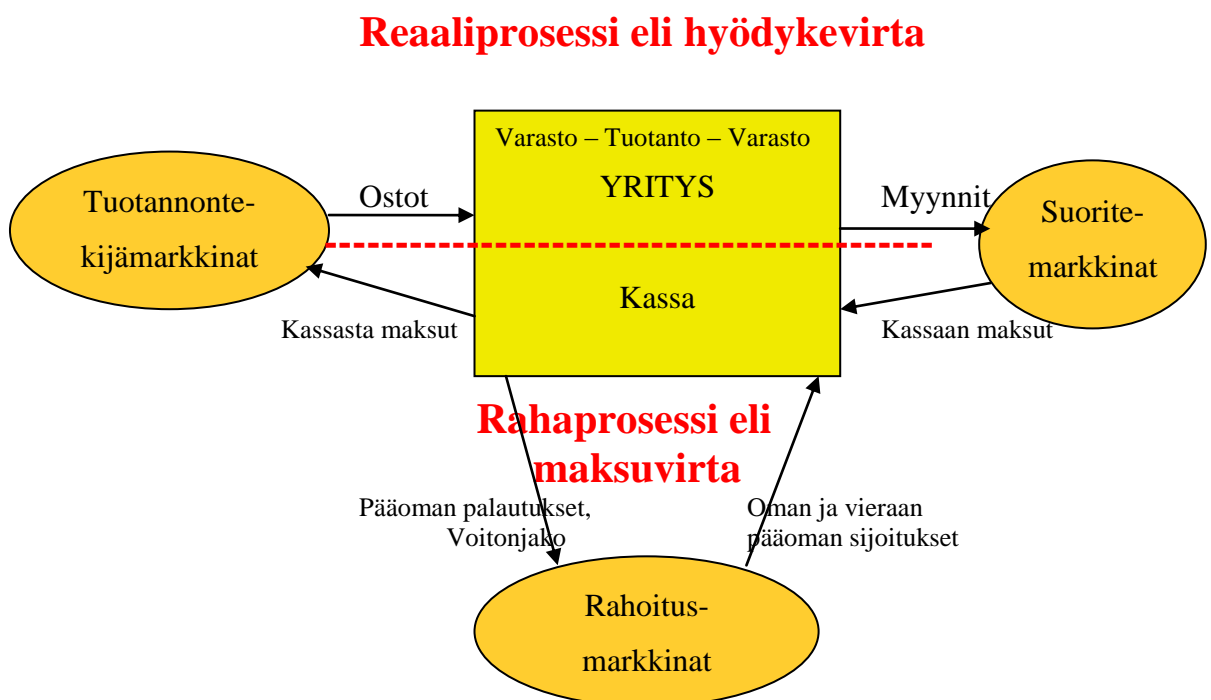 Reaaliprosessi eli hyödykevirta
Varasto – Tuotanto – Varasto
YRITYS
Tuotannonte-
kijämarkkinat
Ostot
Myynnit
Suorite-
markkinat
Kassa
Kassasta maksut
Kassaan maksut
Rahaprosessi eli
maksuvirta
Pääoman palautukset,
Voitonjako
Oman ja vieraan
pääoman sijoitukset
Rahoitus-
markkinat